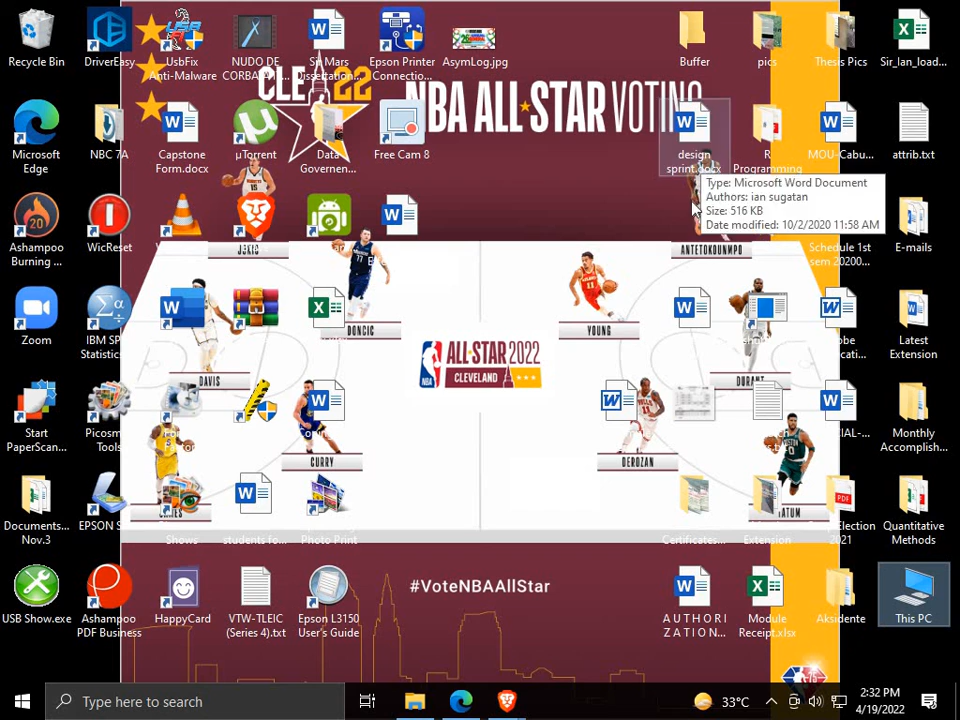 Recycle Bin
DriverEasy
UsbFix
Anti-Malware
NUDO DE
Sir Mars
Dissertation...
Epson Printer
Connectio...
AsymLog.jpg
Buffer
pics
Thesis Pics
Sir_Ian_load...
CLE 22
NBA ALL★STAR VOTING
Microsoft
Edge
NBC 7A
Capstone
Form.docx
µTorrent
Data
Governen...
Free Cam 8
design
sprint.docx
R
Programming
MOU-Cabu...
attrib.txt
Type: Microsoft Word Document
Authors: ian sugatan
Size: 516 KB
Date modified: 10/2/2020 11:58 AM
Ashampoo
Burning ...
WicReset
JOKIC
ANTETOKOUNMPO
Schedule 1st
sem 20200...
E-mails
Zoom
IBM SP
Statistics
DONCIC
YOUNG
Latest
Extension
NBA
ALL★STAR 2022
CLEVELAND
DAVIS
DURANT
Start
PaperScan...
Picosm
Tools
CURRY
DEROZAN
Monthly
Accomplish...
Documents...
Nov.3
EPSON S
Shows
students fo...
Photo Print
Certificates...
TATUM
Extension
Election
2021
Quantitative
Methods
#VoteNBAAllStar
USB Show.exe
Ashampoo
PDF Business
HappyCard
VTW-TLEIC
(Series 4).txt
Epson L3150
User's Guide
A U T H O R I
Z A T I O N...
Module
Receipt.xlsx
Aksidente
This PC
Type here to search
33°C
2:32 PM
4/19/2022